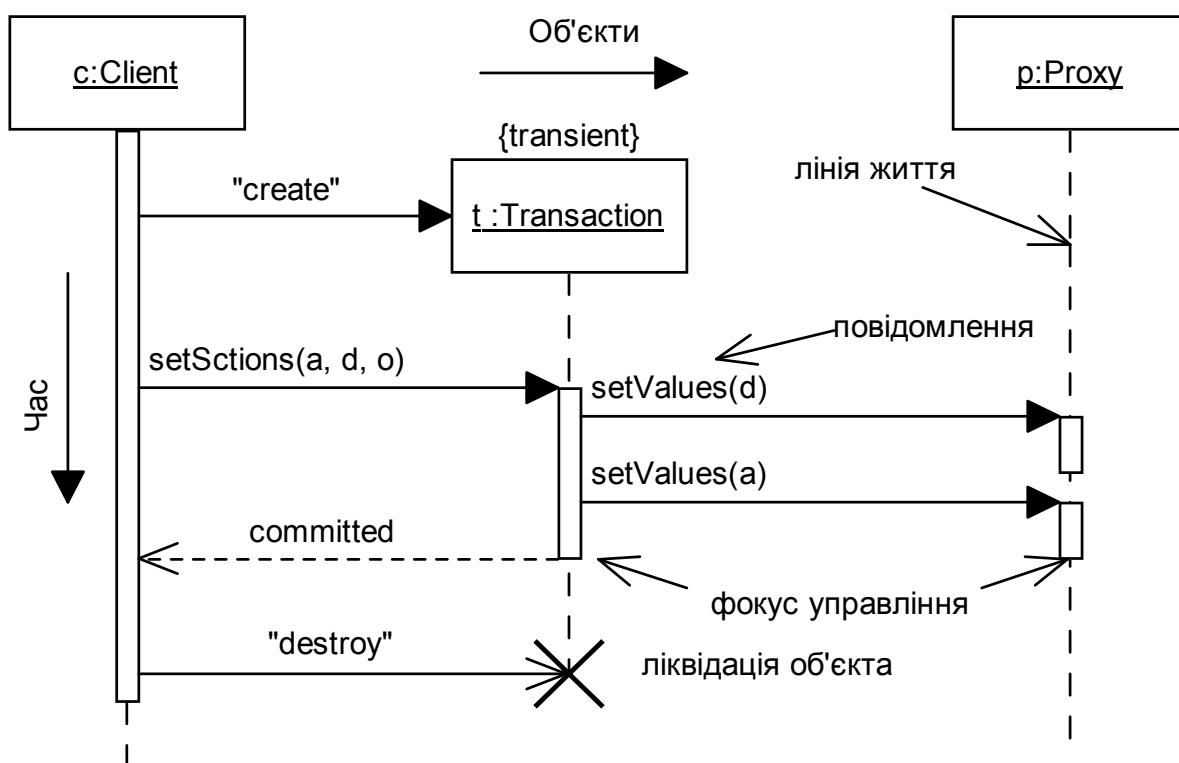 Об'єкти
c:Client
p:Proxy
{transient}
лінія життя
"create"
t :Transaction
повідомлення
setSctions(a, d, o)
setValues(d)
Час
setValues(a)
committed
фокус управління
"destroy"
ліквідація об'єкта